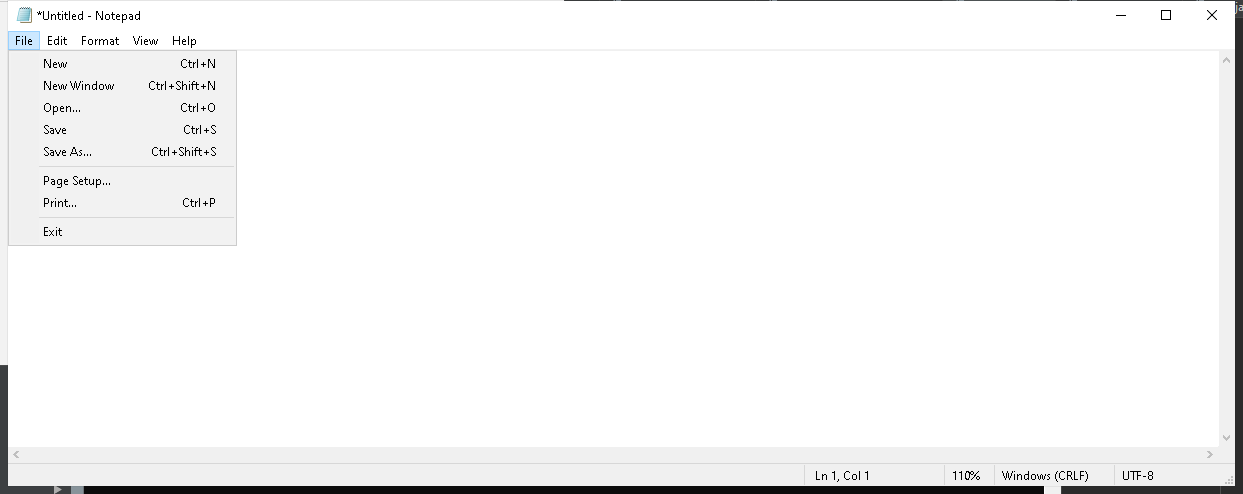 *Untitled - Notepad
File Edit Format View Help
New Ctrl+N
New Window Ctrl+Shift+N
Open... Ctrl+O
Save Ctrl+S
Save As... Ctrl+Shift+S
Page Setup...
Print... Ctrl+P
Exit
Ln 1, Col 1 110% Windows (CRLF) UTF-8